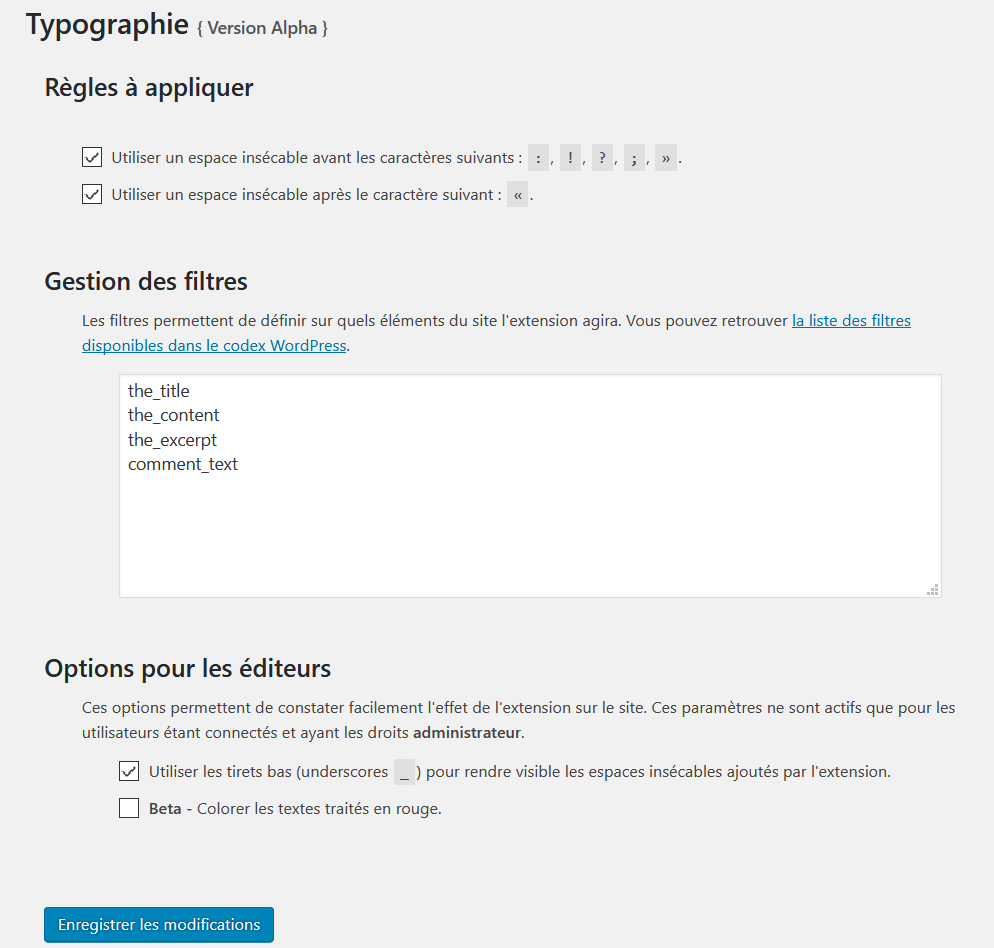 Typographie { Version Alpha }
Règles à appliquer
Utiliser un espace insécable avant les caractères suivants : : , ! , ? , ; , » .
Utiliser un espace insécable après le caractère suivant : « .
Gestion des filtres
Les filtres permettent de définir sur quels éléments du site l'extension agira. Vous pouvez retrouver la liste des filtres
disponibles dans le codex WordPress.
the_title
the_content
the_excerpt
comment_text
Options pour les éditeurs
Ces options permettent de constater facilement l'effet de l'extension sur le site. Ces paramètres ne sont actifs que pour les
utilisateurs étant connectés et ayant les droits administrateur.
Utiliser les tirets bas (underscores _ ) pour rendre visible les espaces insécables ajoutés par l'extension.
Beta - Colorer les textes traités en rouge.
Enregistrer les modifications